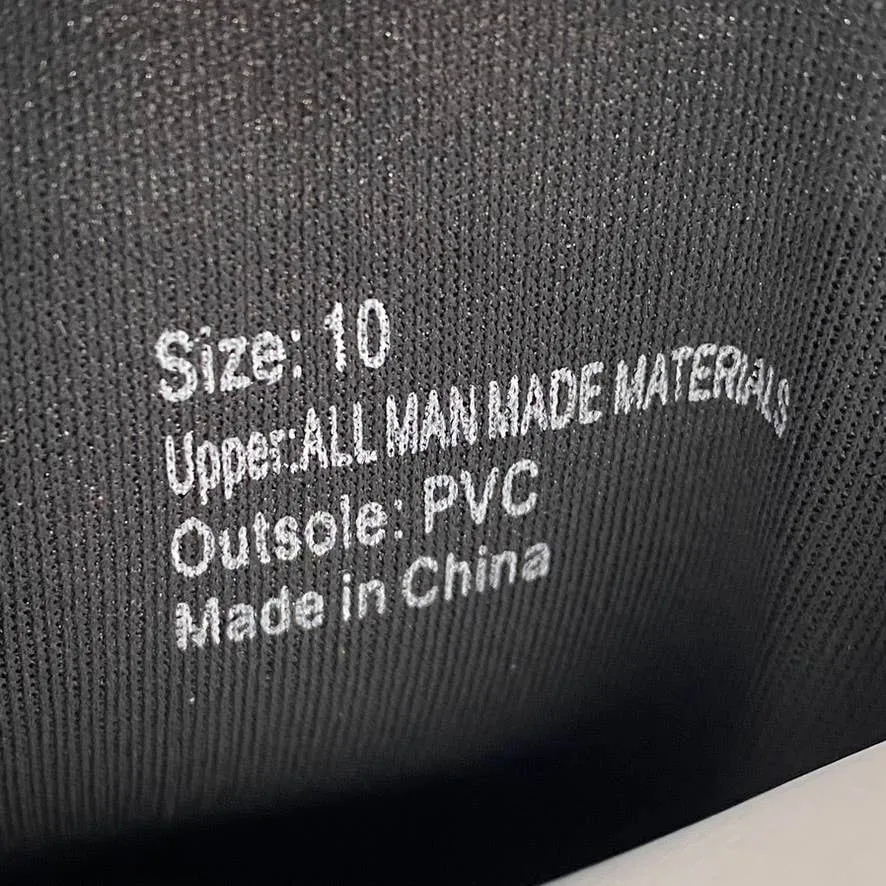 Size: 10
Upper:ALL MAN MADE MATERIALS
Outsole: PVC
Made in China